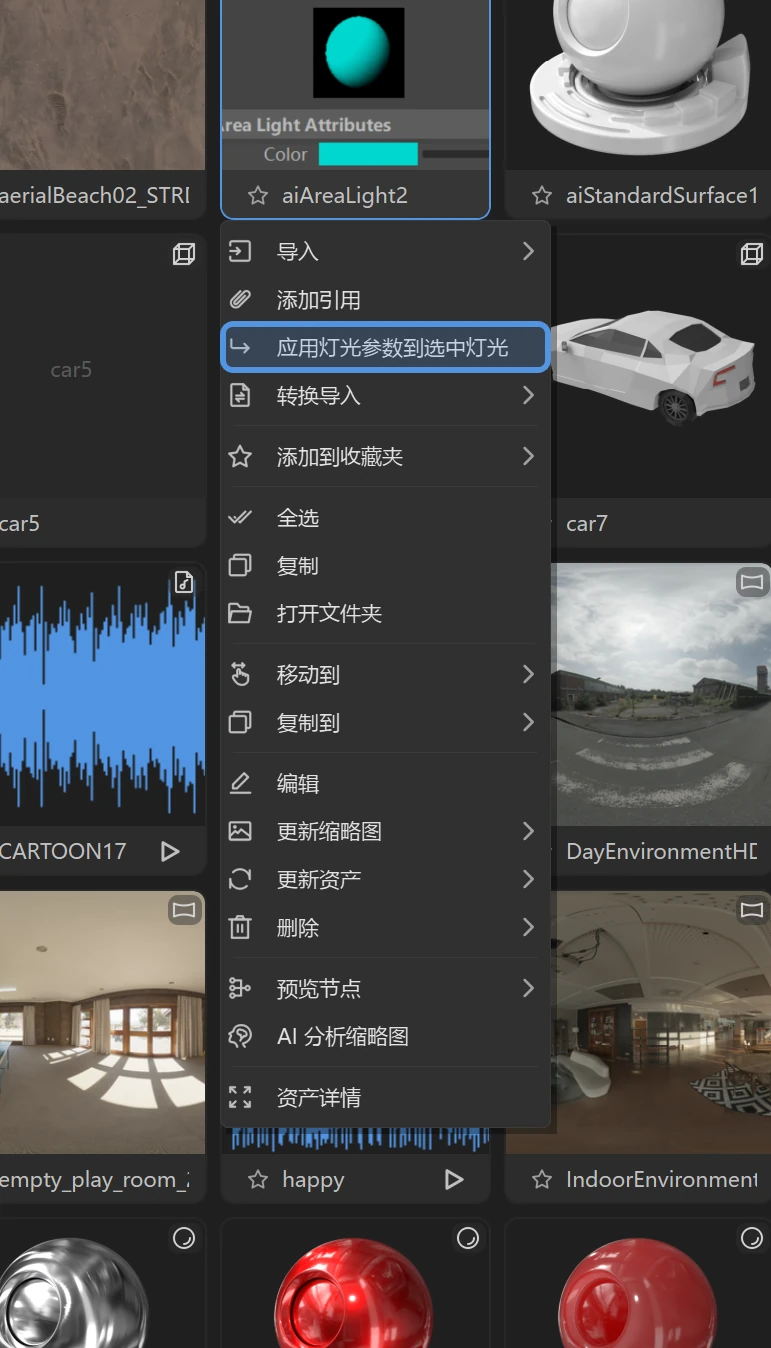 rea Light Attributes
Color
aerialBeach02_STRI
aiAreaLight2
aiStandardSurface1
导入
添加引用
应用灯光参数到选中灯光
转换导入
添加到收藏夹
全选
复制
打开文件夹
移动到
复制到
编辑
更新缩略图
更新资产
删除
预览节点
AI 分析缩略图
资产详情
car5
car5
car7
CARTOON17
DayEnvironmentHD
empty_play_room_2
happy
IndoorEnvironment